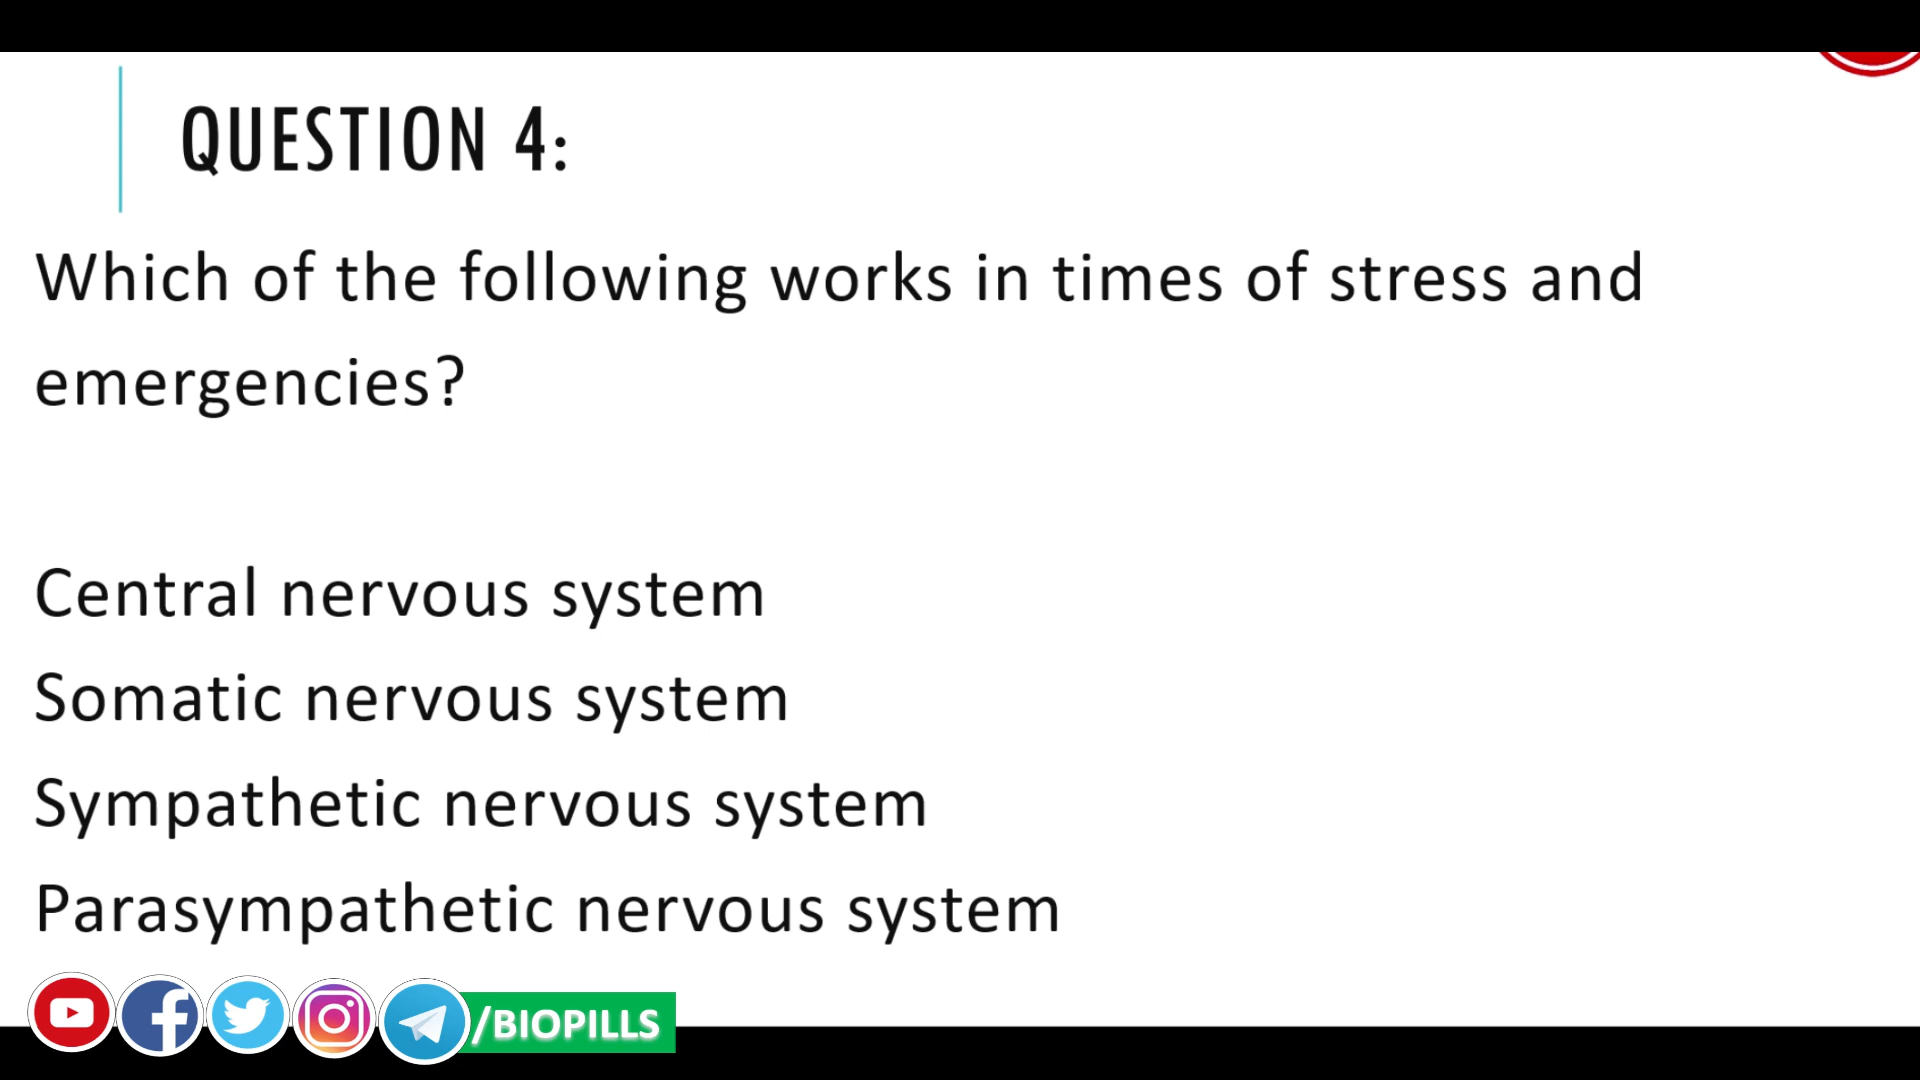 QUESTION 4:
Which of the following works in times of stress and
emergencies?
Central nervous system
Somatic nervous system
Sympathetic nervous system
Parasympathetic nervous system
/BIOPILLS